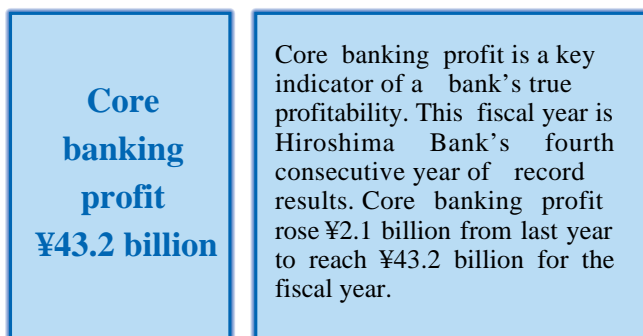 Core
banking
profit
¥43.2 billion
Core banking profit is a key
indicator of a bank’s true
profitability. This fiscal year is
Hiroshima Bank’s fourth
consecutive year of record
results. Core banking profit
rose ¥2.1 billion from last year
to reach ¥43.2 billion for the
fiscal year.